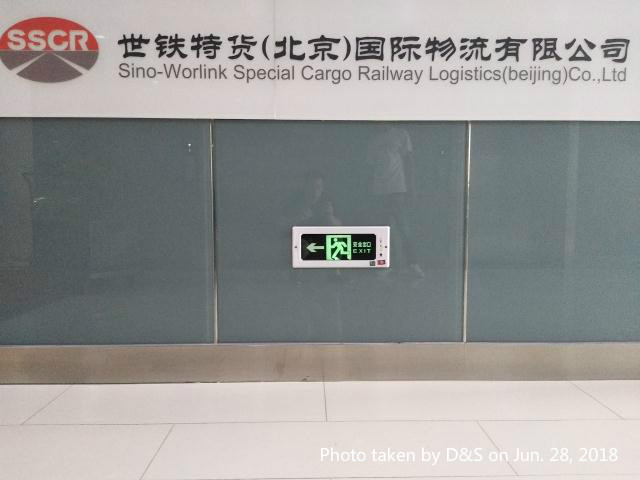 SSCR
世铁特货(北京)国际物流有限公司
Sino-Worlink Special Cargo Railway Logistics(beijing)Co.,Ltd
安全出口
EXIT
Photo taken by D&S on Jun. 28, 2018